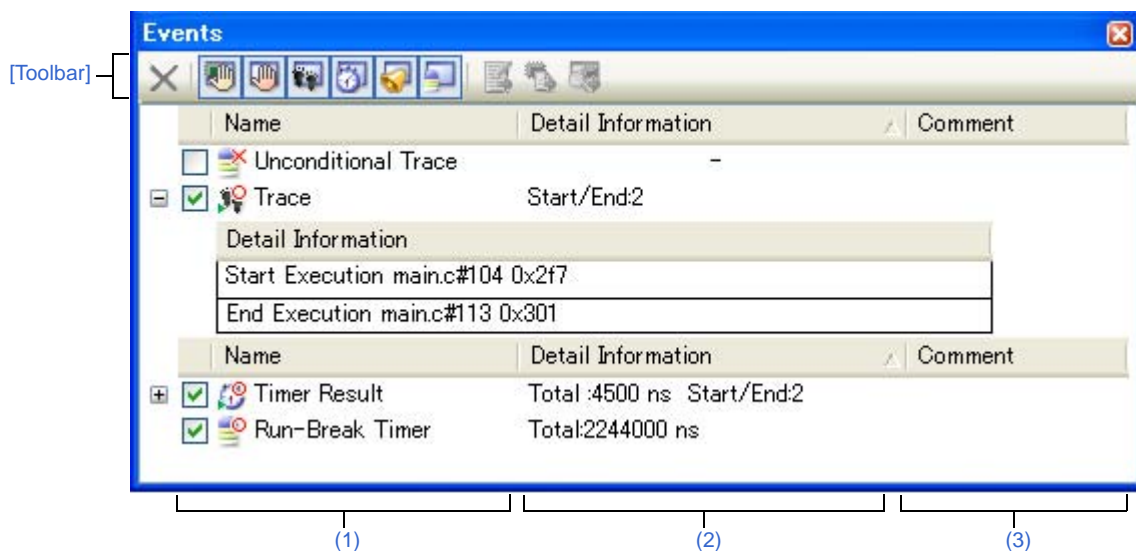 Events
[Toolbar]
Name Detail Information Comment
Unconditional Trace -
Trace Start/End:2
Detail Information
Start Execution main.c#104 0x2f7
End Execution main.c#113 0x301
Name Detail Information Comment
Timer Result Total :4500 ns Start/End:2
Run-Break Timer Total:2244000 ns
(1) (2) (3)